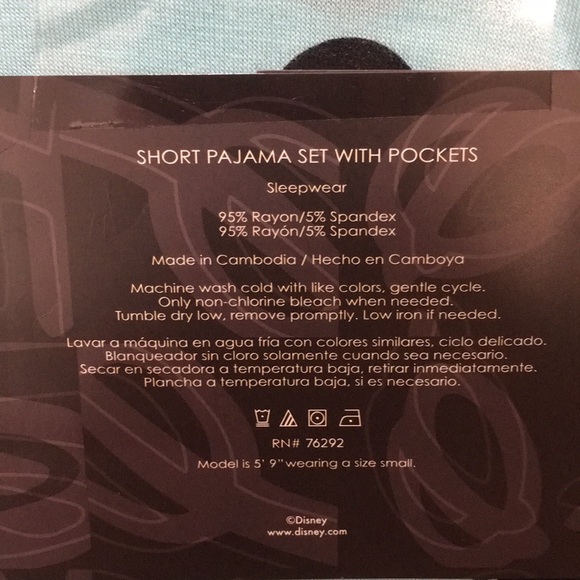 SHORT PAJAMA SET WITH POCKETS
Sleepwear
95% Rayon/5% Spandex
95% Rayón/5% Spandex
Made in Cambodia / Hecho en Camboya
Machine wash cold with like colors, gentle cycle.
Only non-chlorine bleach when needed.
Tumble dry low, remove promptly. Low iron if needed.
Lavar a máquina en agua fría con colores similares, ciclo delicado.
Blanqueador sin cloro solamente cuando sea necesario.
Secar en secadora a temperatura baja, retirar inmediatamente.
Plancha a temperatura baja, si es necesario.
RN# 76292
Model is 5' 9" wearing a size small.
©Disney
www.disney.com